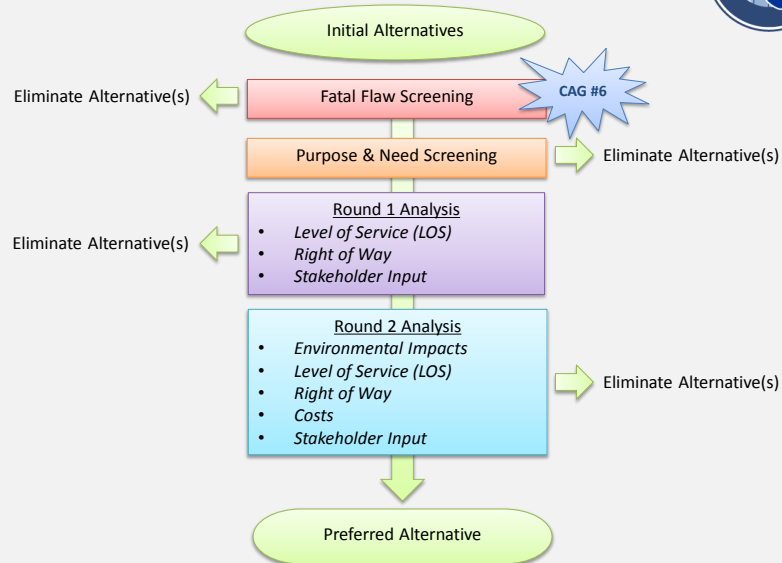 Initial Alternatives
Eliminate Alternative(s)
Fatal Flaw Screening
CAG #6
Purpose & Need Screening
Eliminate Alternative(s)
Round 1 Analysis
• Level of Service (LOS)
• Right of Way
• Stakeholder Input
Eliminate Alternative(s)
Round 2 Analysis
• Environmental Impacts
• Level of Service (LOS)
• Right of Way
• Costs
• Stakeholder Input
Eliminate Alternative(s)
Preferred Alternative